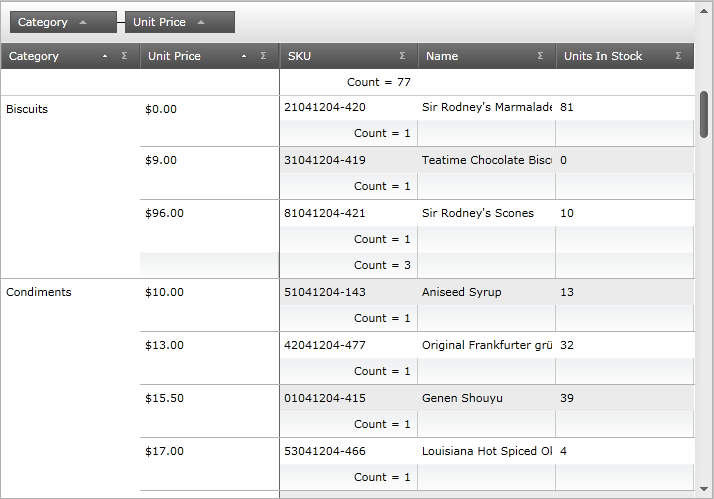 Category Unit Price
Category Σ Unit Price Σ SKU Σ Name Σ Units In Stock Σ
Count = 77
Biscuits $0.00 21041204-420 Sir Rodney's Marmalade 81
Count = 1
$9.00 31041204-419 Teatime Chocolate Biscu 0
Count = 1
$96.00 81041204-421 Sir Rodney's Scones 10
Count = 1
Count = 3
Condiments $10.00 51041204-143 Aniseed Syrup 13
Count = 1
$13.00 42041204-477 Original Frankfurter grü 32
Count = 1
$15.50 01041204-415 Genen Shouyu 39
Count = 1
$17.00 53041204-466 Louisiana Hot Spiced Ol 4
Count = 1